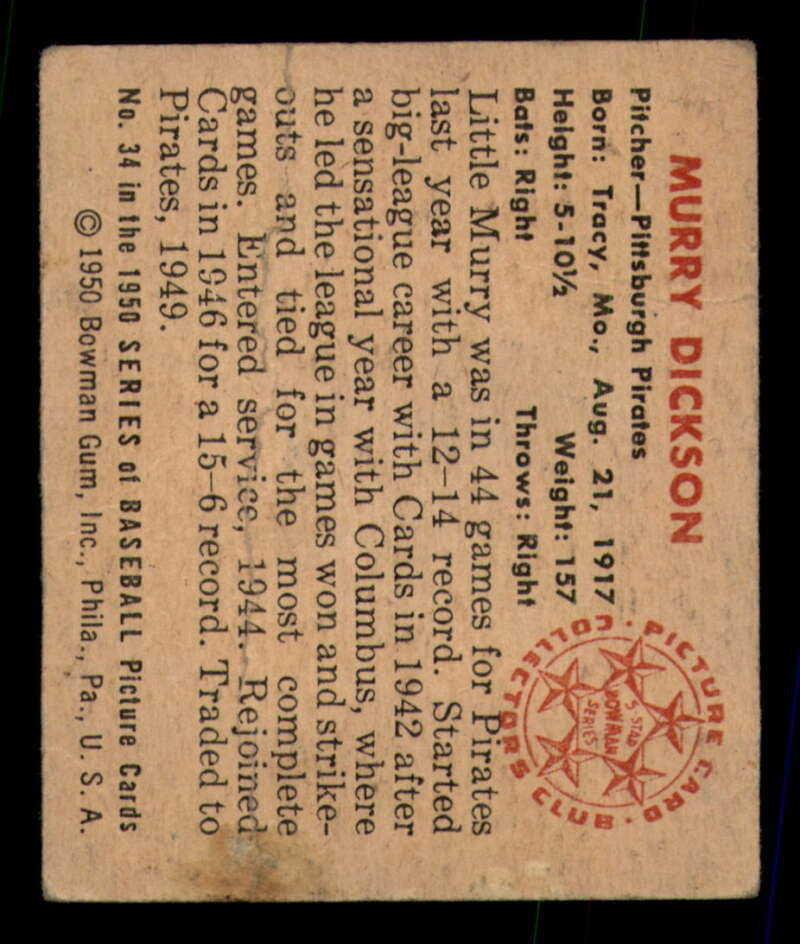 MURRY DICKSON
Pitcher—Pittsburgh Pirates
Born: Tracy, Mo., Aug. 21, 1917
Height: 5-10½ Weight: 157
Bats: Right Throws: Right
Little Murry was in 44 games for Pirates
last year with a 12–14 record. Started
big-league career with Cards in 1942 after
a sensational year with Columbus, where
he led the league in games won and strike-
outs and tied for the most complete
games. Entered service, 1944. Rejoined
Cards in 1946 for a 15–6 record. Traded to
Pirates, 1949.
No. 34 in the 1950 SERIES of BASEBALL Picture Cards
© 1950 Bowman Gum, Inc., Phila., Pa., U. S. A.
PICTURE CARD COLLECTORS CLUB
5-STAR
BOWMAN
SERIES